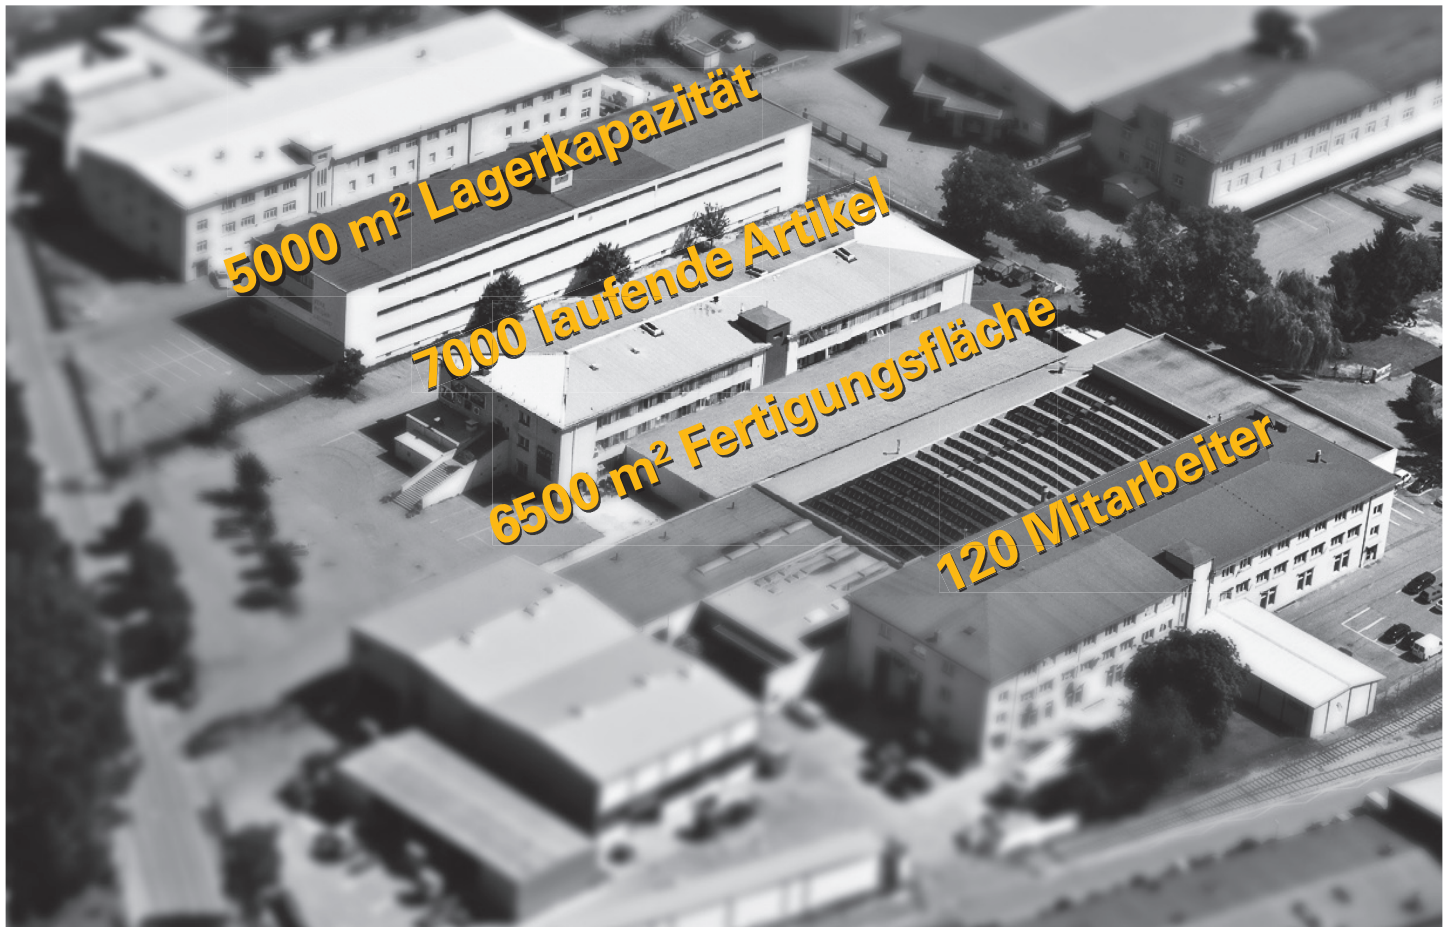 5000 m² Lagerkapazität
7000 laufende Artikel
6500 m² Fertigungsfläche
120 Mitarbeiter